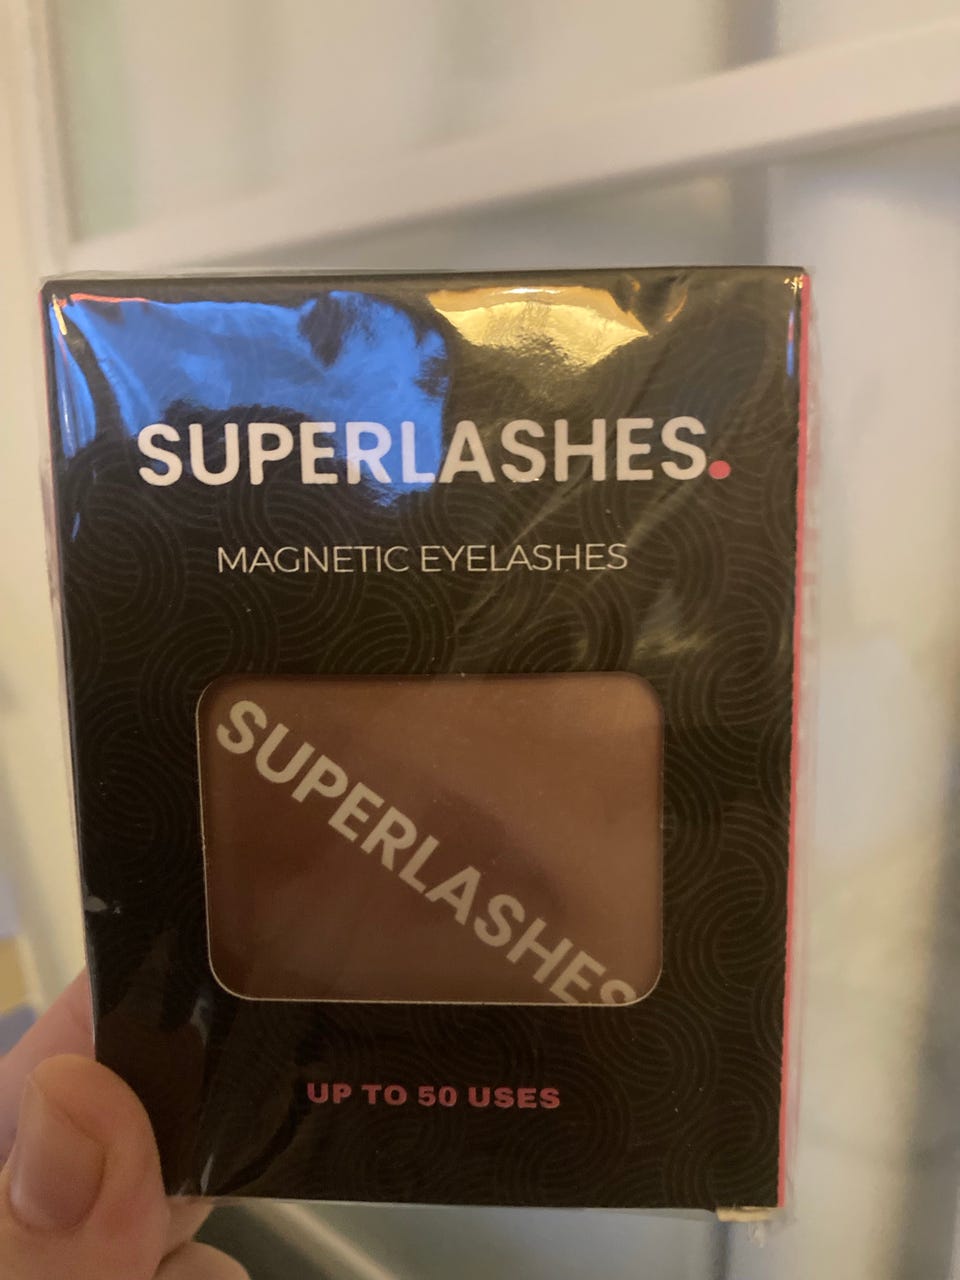 SUPERLASHES.
MAGNETIC EYELASHES
SUPERLASHES
UP TO 50 USES